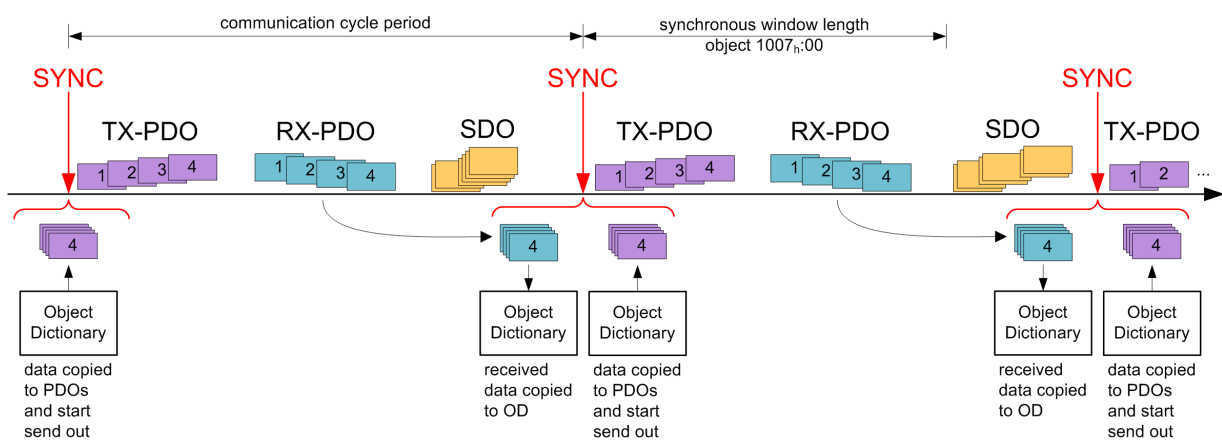 communication cycle period
synchronous window length
object 1007h:00
SYNC
SYNC
SYNC
TX-PDO
RX-PDO
SDO
TX-PDO
RX-PDO
SDO
TX-PDO
1 2 3 4
1 2 3 4
1 2 3 4
1 2 3 4
1 2 ...
4
4
4
4
4
Object
Dictionary
Object
Dictionary
Object
Dictionary
Object
Dictionary
Object
Dictionary
data copied
to PDOs
and start
send out
received
data copied
to OD
data copied
to PDOs
and start
send out
received
data copied
to OD
data copied
to PDOs
and start
send out